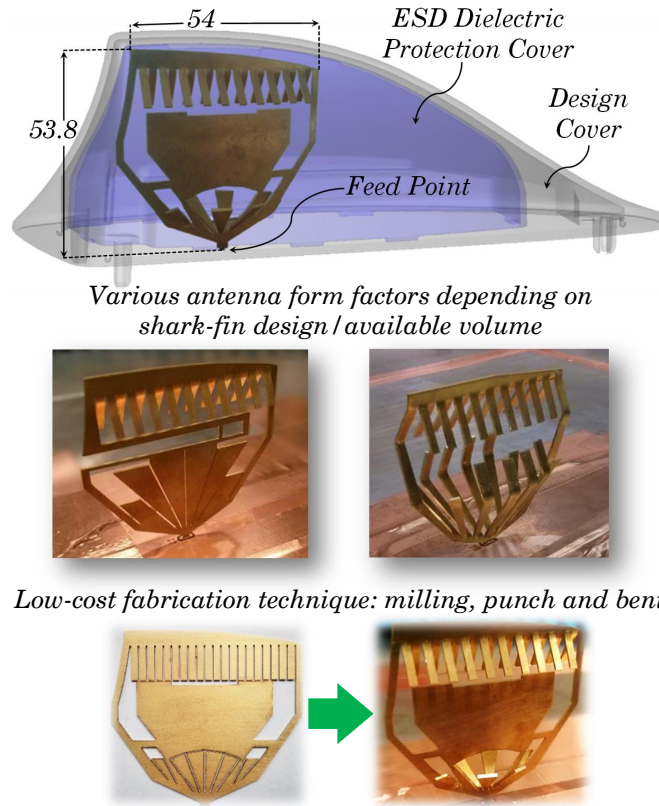 54
ESD Dielectric
Protection Cover
Design
Cover
53.8
Feed Point
Various antenna form factors depending on
shark-fin design/available volume
Low-cost fabrication technique: milling, punch and bent